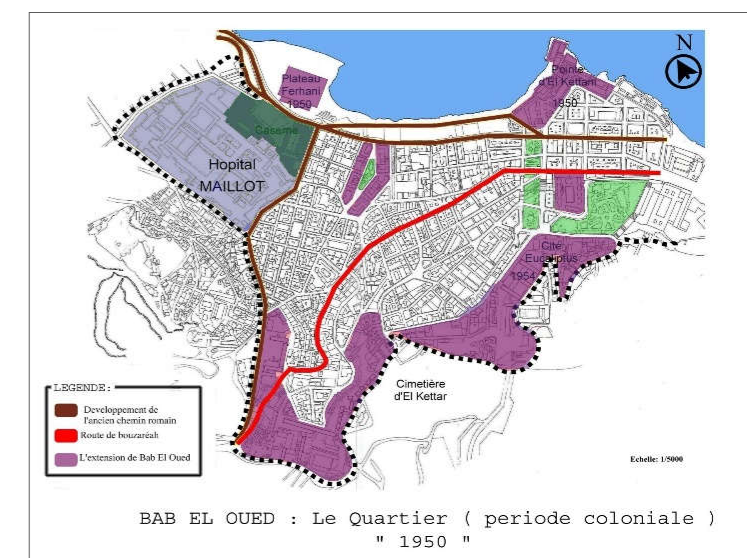 N
Plateau
Ferhani
1950
Pointe
d'El Kettani
1950
Caserne
Hopital
MAILLOT
Cité
Eucaliptus
1954
Cimetière
d'El Kettar
LEGENDE:
Developpement de
l'ancien chemin romain
Route de bouzaréah
L'extension de Bab El Oued
Echelle: 1/5000
BAB EL OUED : Le Quartier ( periode coloniale )
" 1950 "